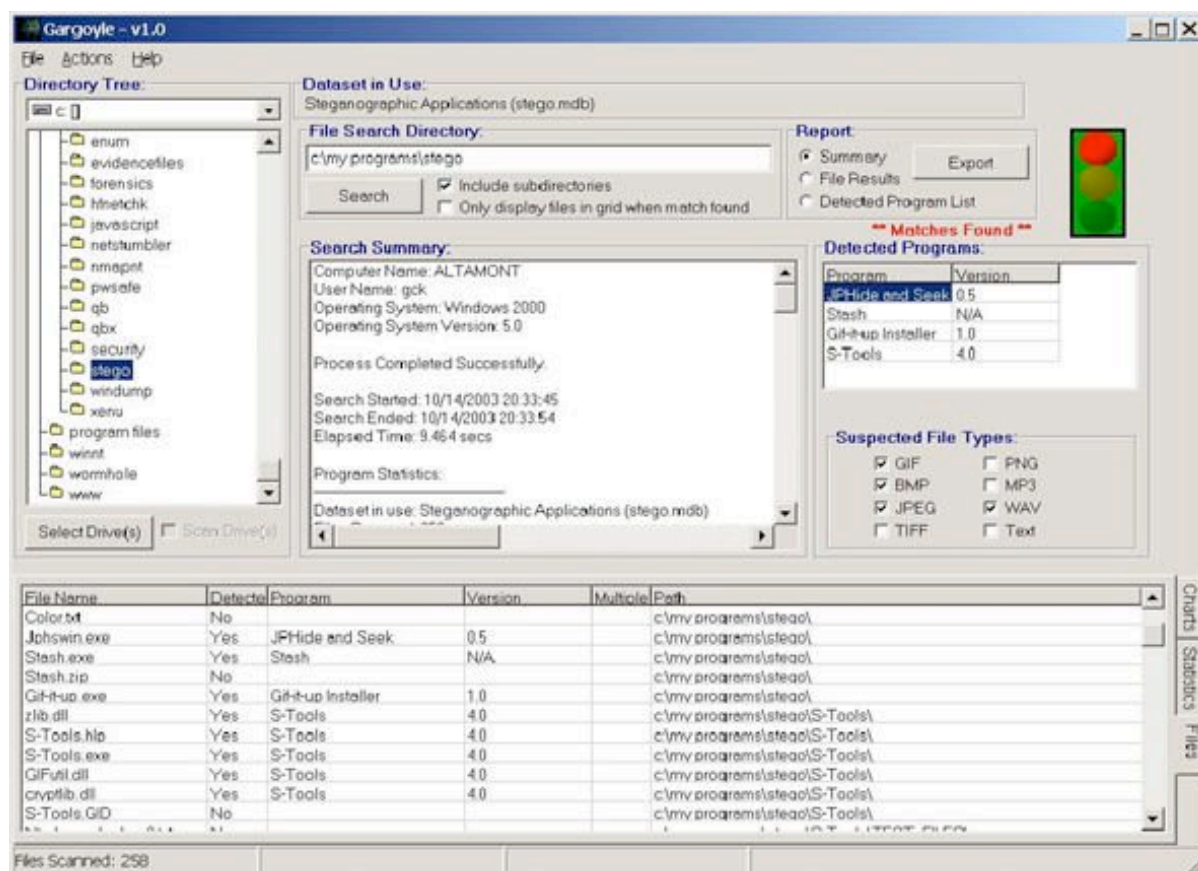 Gargoyle - v1.0
File Actions Help
Directory Tree:
c: []
enum
evidencefiles
forensics
hfnetchk
javascript
netstumbler
nmapnt
pwsafe
qb
qbx
security
stego
windump
xenu
program files
winnt
wormhole
www
Select Drive(s) Scan Drive(s)
Dataset in Use:
Steganographic Applications (stego.mdb)
File Search Directory:
c:\my programs\stego
Search
Include subdirectories
Only display files in grid when match found
Report:
Summary
File Results
Detected Program List
Export
** Matches Found **
Search Summary:
Computer Name: ALTAMONT
User Name: gck
Operating System: Windows 2000
Operating System Version: 5.0
Process Completed Successfully.
Search Started: 10/14/2003 20:33:45
Search Ended: 10/14/2003 20:33:54
Elapsed Time: 9.464 secs
Program Statistics:
Dataset in use: Steganographic Applications (stego.mdb)
Detected Programs:
Program Version
JPHide and Seek 0.5
Stash N/A
Gif-it-up Installer 1.0
S-Tools 4.0
Suspected File Types:
GIF PNG
BMP MP3
JPEG WAV
TIFF Text
File Name Detecte Program Version Multiple Path
Color.txt No c:\my programs\stego\
Jphswin.exe Yes JPHide and Seek 0.5 c:\my programs\stego\
Stash.exe Yes Stash N/A c:\my programs\stego\
Stash.zip No c:\my programs\stego\
Gif-it-up.exe Yes Gif-it-up Installer 1.0 c:\my programs\stego\
zlib.dll Yes S-Tools 4.0 c:\my programs\stego\S-Tools\
S-Tools.hlp Yes S-Tools 4.0 c:\my programs\stego\S-Tools\
S-Tools.exe Yes S-Tools 4.0 c:\my programs\stego\S-Tools\
GIFutil.dll Yes S-Tools 4.0 c:\my programs\stego\S-Tools\
cryptlib.dll Yes S-Tools 4.0 c:\my programs\stego\S-Tools\
S-Tools.GID No c:\my programs\stego\S-Tools\
Charts
Statistics
Files
Files Scanned: 258